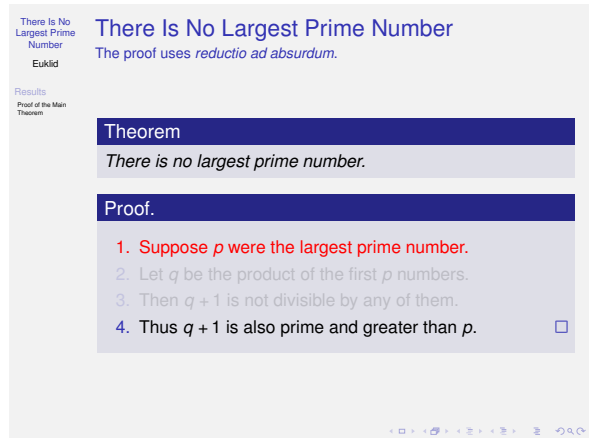 There Is No
Largest Prime
Number
Euklid
Results
Proof of the Main
Theorem
There Is No Largest Prime Number
The proof uses reductio ad absurdum.
Theorem
There is no largest prime number.
Proof.
1. Suppose p were the largest prime number.
2. Let q be the product of the first p numbers.
3. Then q + 1 is not divisible by any of them.
4. Thus q + 1 is also prime and greater than p. □